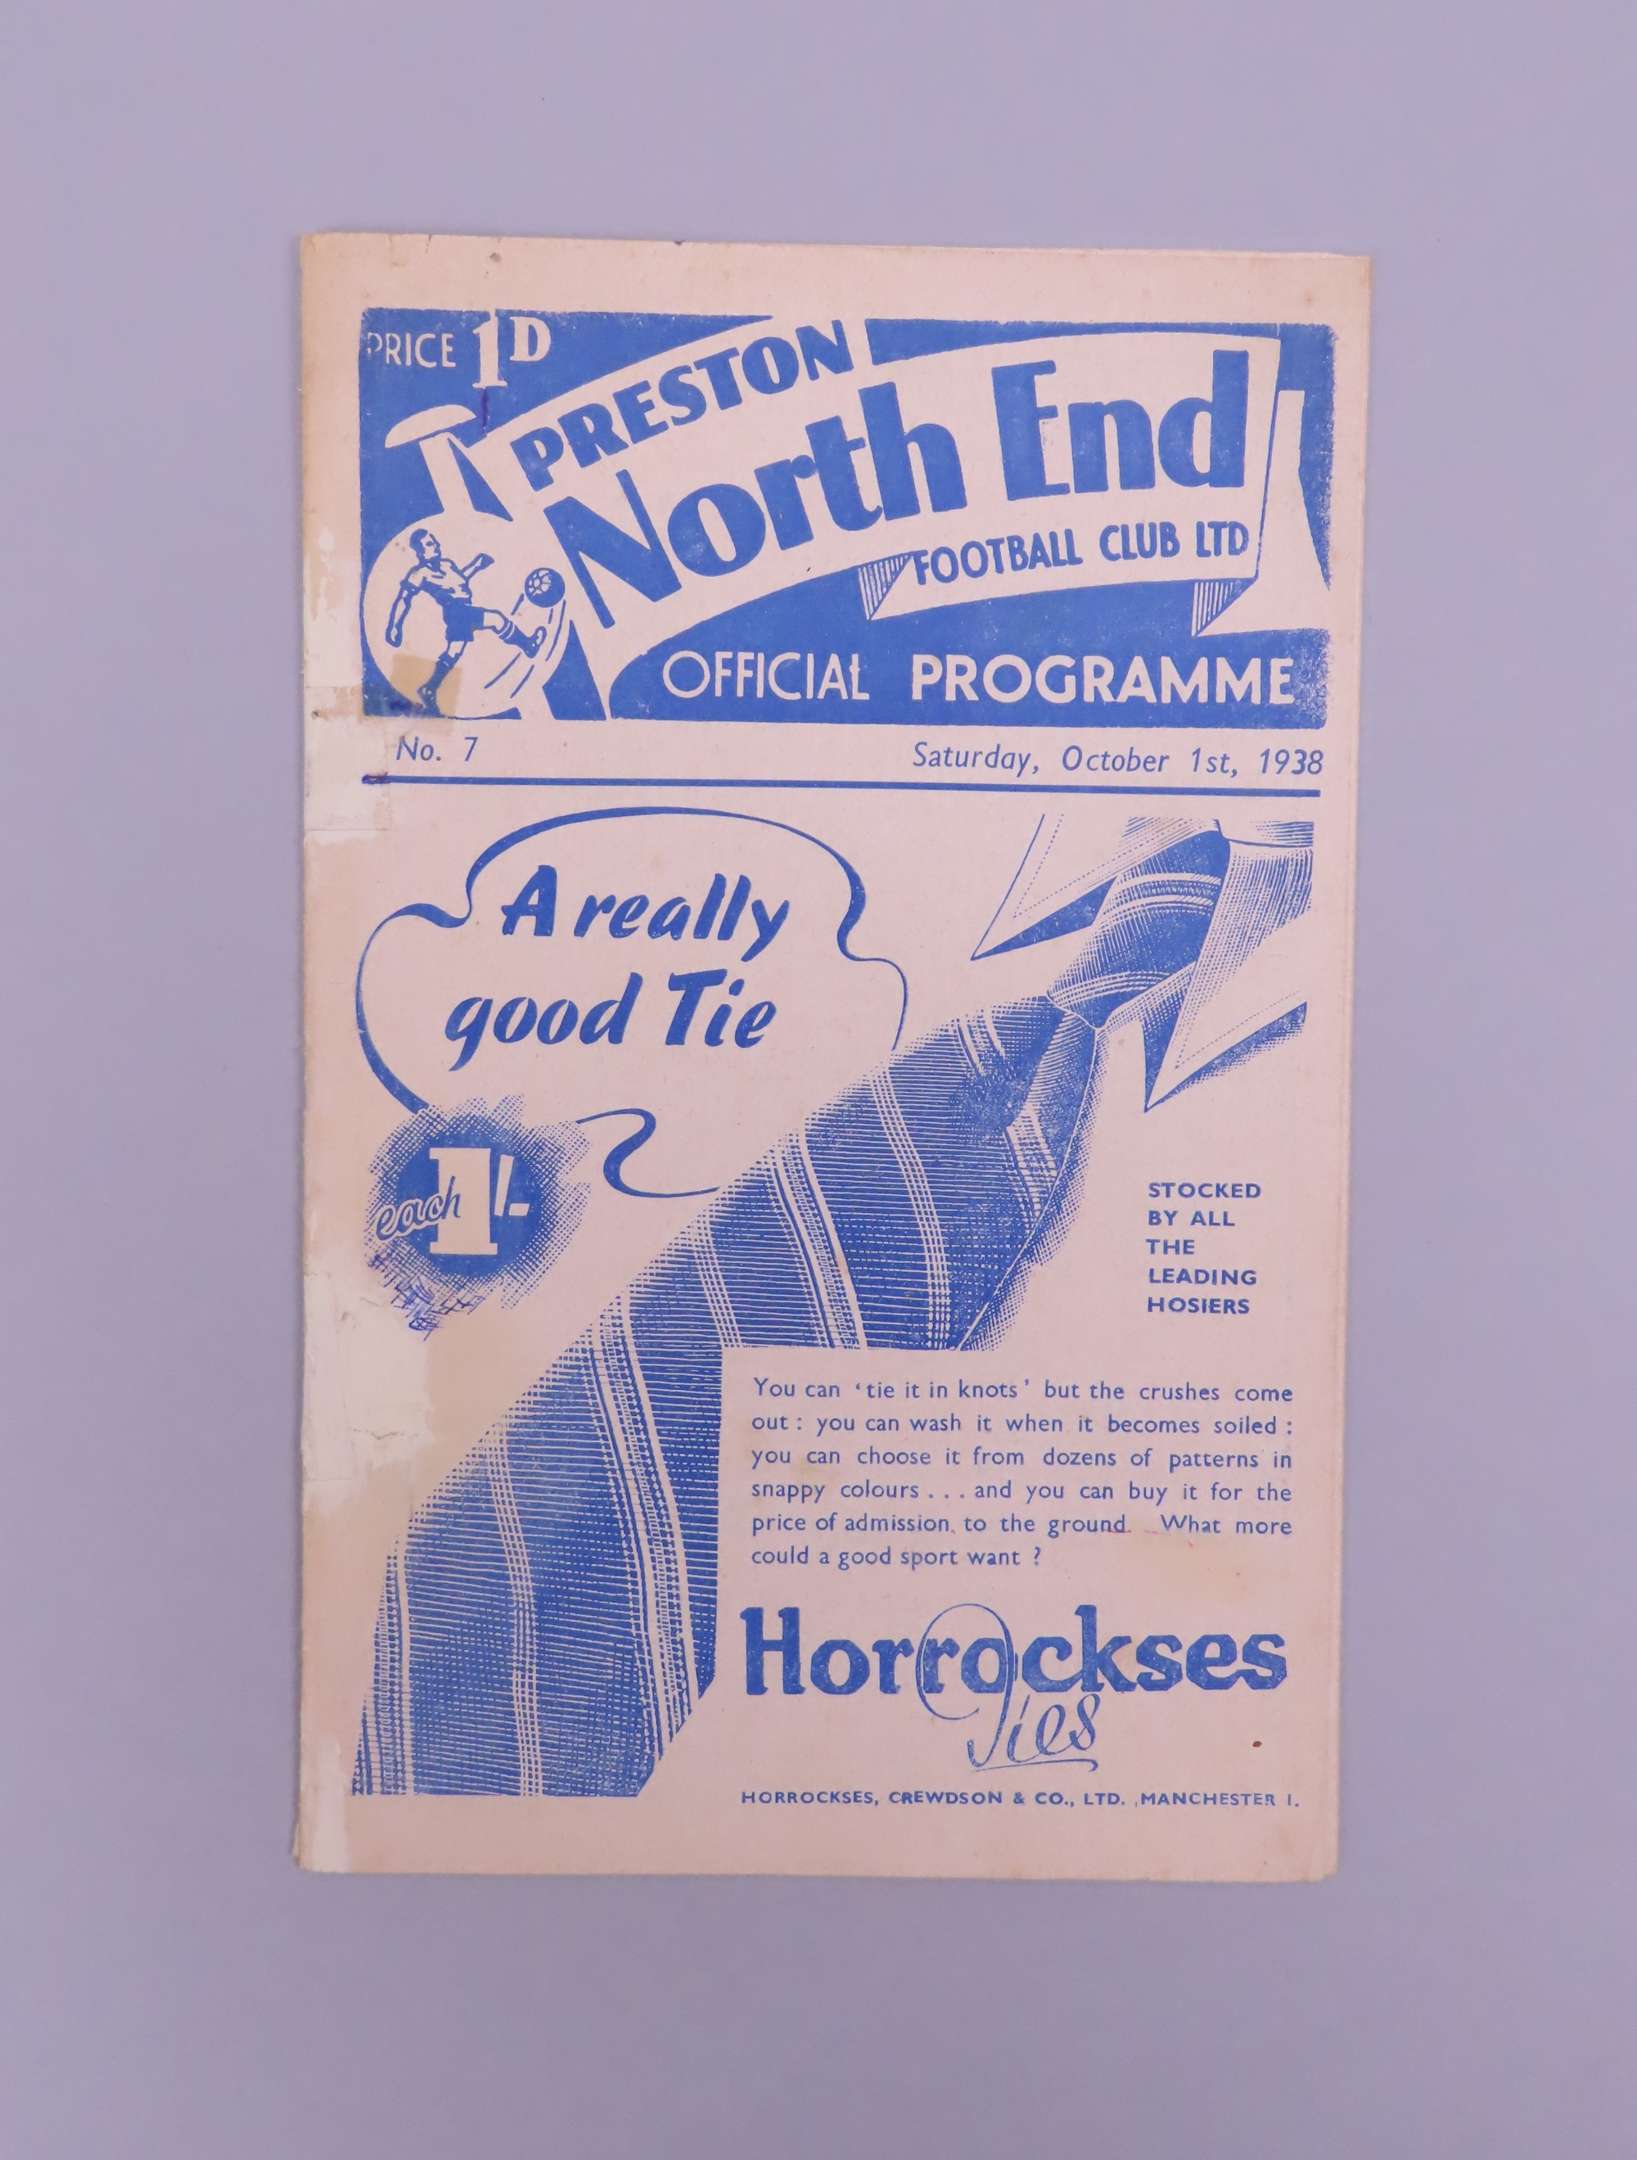 PRICE 1D
PRESTON
North End
FOOTBALL CLUB LTD
OFFICIAL PROGRAMME
No. 7 Saturday, October 1st, 1938
A really
good Tie
each 1/-
STOCKED
BY ALL
THE
LEADING
HOSIERS
You can 'tie it in knots' but the crushes come
out : you can wash it when it becomes soiled :
you can choose it from dozens of patterns in
snappy colours . . . and you can buy it for the
price of admission to the ground. What more
could a good sport want ?
Horrockses
Ties
HORROCKSES, CREWDSON & CO., LTD., MANCHESTER 1.